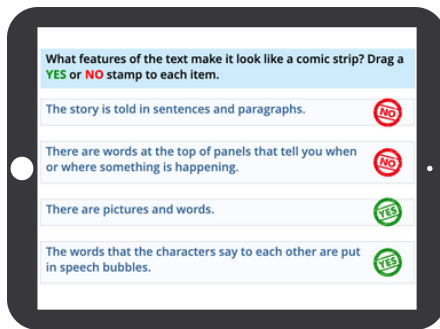 What features of the text make it look like a comic strip? Drag a
YES or NO stamp to each item.
The story is told in sentences and paragraphs.
NO
There are words at the top of panels that tell you when
or where something is happening.
NO
There are pictures and words.
YES
The words that the characters say to each other are put
in speech bubbles.
YES